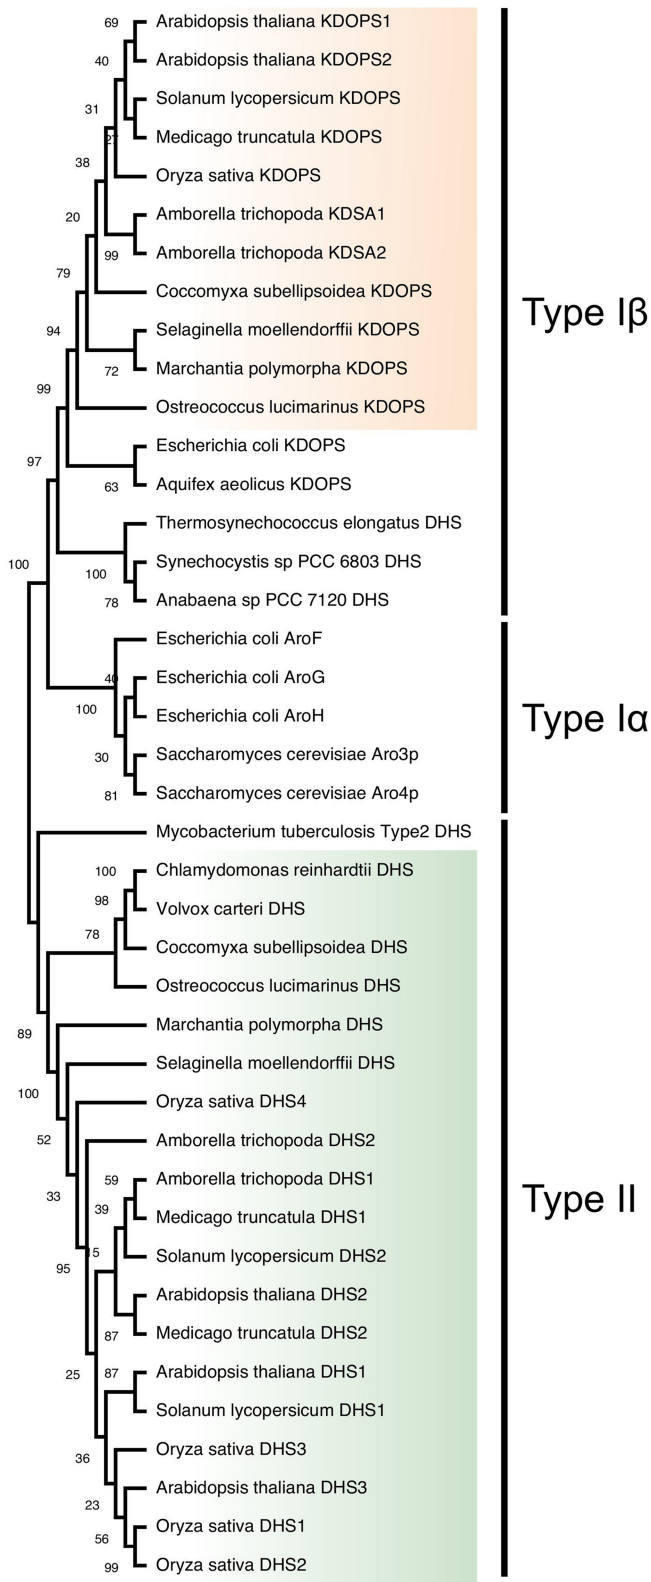 69
Arabidopsis thaliana KDOPS1
40
Arabidopsis thaliana KDOPS2
31
Solanum lycopersicum KDOPS
27
Medicago truncatula KDOPS
38
Oryza sativa KDOPS
20
Amborella trichopoda KDSA1
99
Amborella trichopoda KDSA2
79
Coccomyxa subellipsoidea KDOPS
Type Iβ
94
Selaginella moellendorffii KDOPS
72
Marchantia polymorpha KDOPS
99
Ostreococcus lucimarinus KDOPS
97
Escherichia coli KDOPS
63
Aquifex aeolicus KDOPS
Thermosynechococcus elongatus DHS
100
Synechocystis sp PCC 6803 DHS
100
78
Anabaena sp PCC 7120 DHS
Escherichia coli AroF
40
Escherichia coli AroG
100
Escherichia coli AroH
Type Iα
30
Saccharomyces cerevisiae Aro3p
81
Saccharomyces cerevisiae Aro4p
Mycobacterium tuberculosis Type2 DHS
100
Chlamydomonas reinhardtii DHS
98
Volvox carteri DHS
78
Coccomyxa subellipsoidea DHS
Ostreococcus lucimarinus DHS
89
Marchantia polymorpha DHS
Selaginella moellendorffii DHS
100
Oryza sativa DHS4
52
Amborella trichopoda DHS2
59
Amborella trichopoda DHS1
33
Type II
39
Medicago truncatula DHS1
15
Solanum lycopersicum DHS2
95
Arabidopsis thaliana DHS2
87
Medicago truncatula DHS2
25
87
Arabidopsis thaliana DHS1
Solanum lycopersicum DHS1
36
Oryza sativa DHS3
23
Arabidopsis thaliana DHS3
56
Oryza sativa DHS1
99
Oryza sativa DHS2